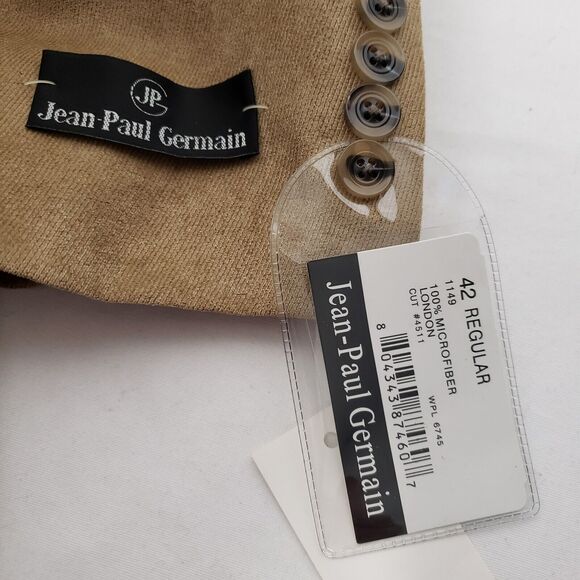 JPG
Jean-Paul Germain
42 REGULAR
1149
100% MICROFIBER
LONDON
CUT #4511
WPL 6745
8 04343 87460 7
Jean-Paul Germain